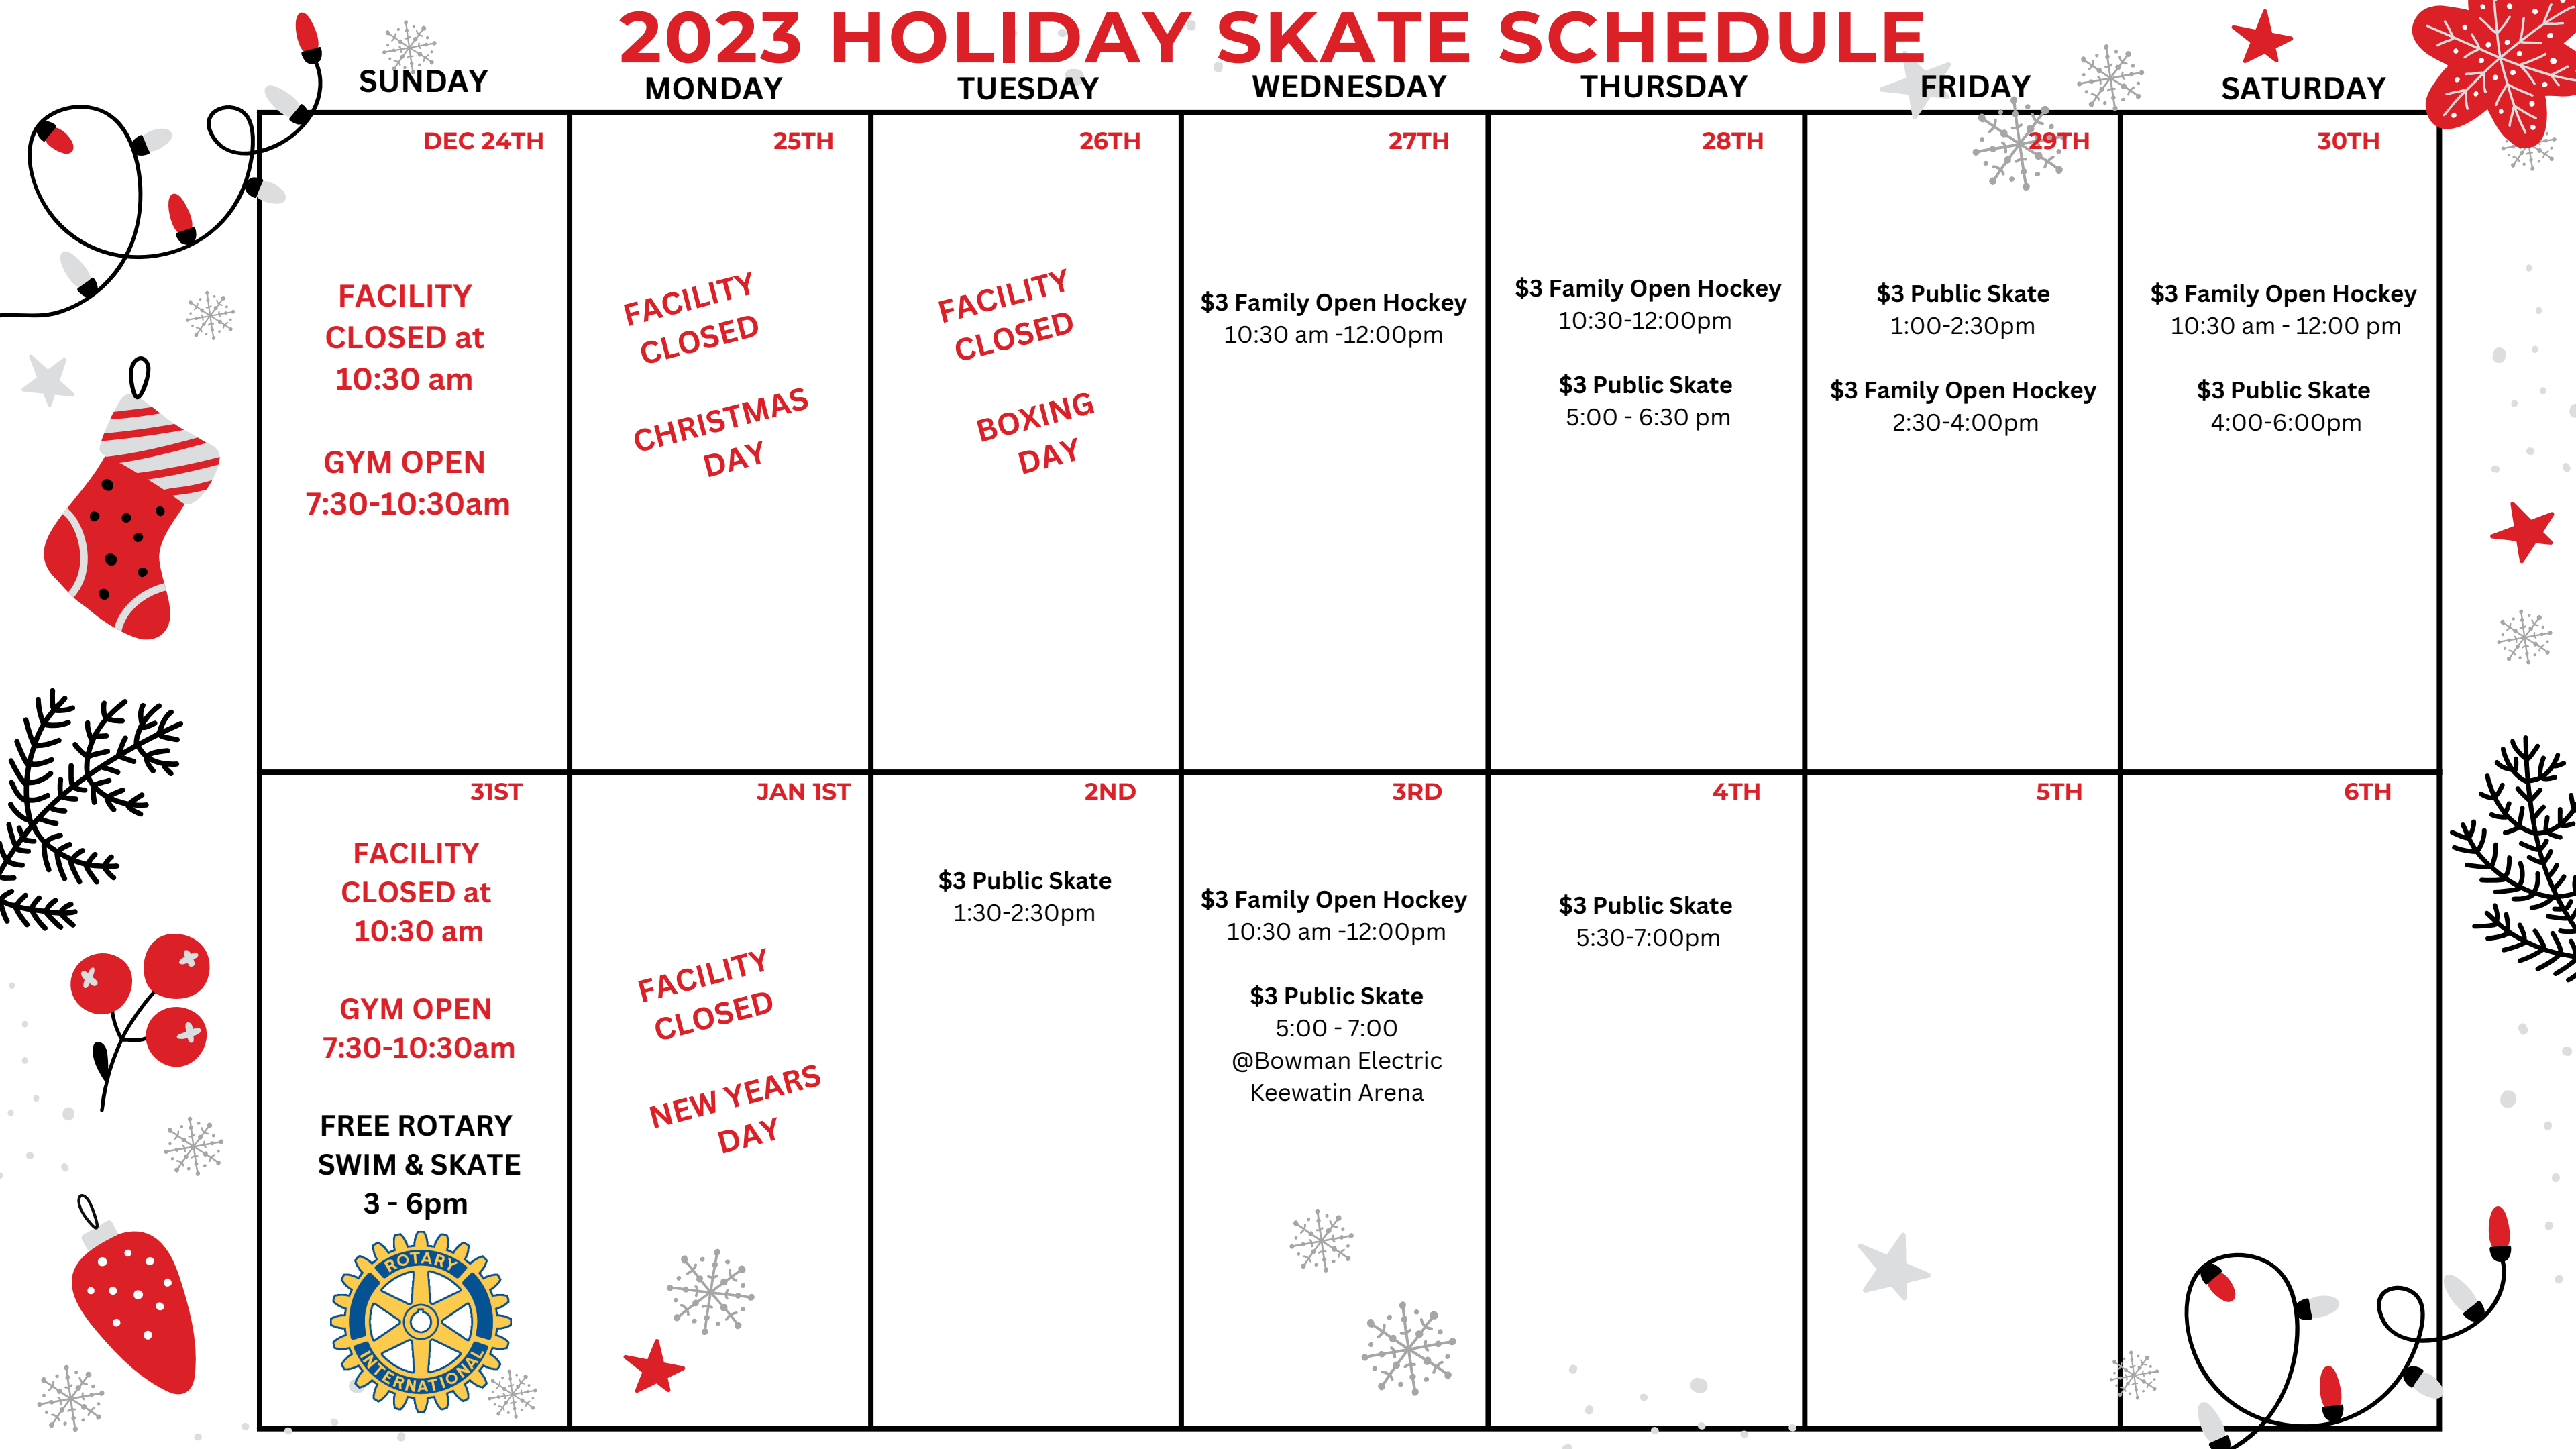 2023 HOLIDAY SKATE SCHEDULE
SUNDAY
MONDAY
TUESDAY
WEDNESDAY
THURSDAY
FRIDAY
SATURDAY
DEC 24TH
FACILITY
CLOSED at
10:30 am
GYM OPEN
7:30-10:30am
25TH
FACILITY
CLOSED
CHRISTMAS
DAY
26TH
FACILITY
CLOSED
BOXING
DAY
27TH
$3 Family Open Hockey
10:30 am -12:00pm
28TH
$3 Family Open Hockey
10:30-12:00pm
$3 Public Skate
5:00 - 6:30 pm
29TH
$3 Public Skate
1:00-2:30pm
$3 Family Open Hockey
2:30-4:00pm
30TH
$3 Family Open Hockey
10:30 am - 12:00 pm
$3 Public Skate
4:00-6:00pm
31ST
FACILITY
CLOSED at
10:30 am
GYM OPEN
7:30-10:30am
FREE ROTARY
SWIM & SKATE
3 - 6pm
ROTARY
INTERNATIONAL
JAN 1ST
FACILITY
CLOSED
NEW YEARS
DAY
2ND
$3 Public Skate
1:30-2:30pm
3RD
$3 Family Open Hockey
10:30 am -12:00pm
$3 Public Skate
5:00 - 7:00
@Bowman Electric
Keewatin Arena
4TH
$3 Public Skate
5:30-7:00pm
5TH
6TH